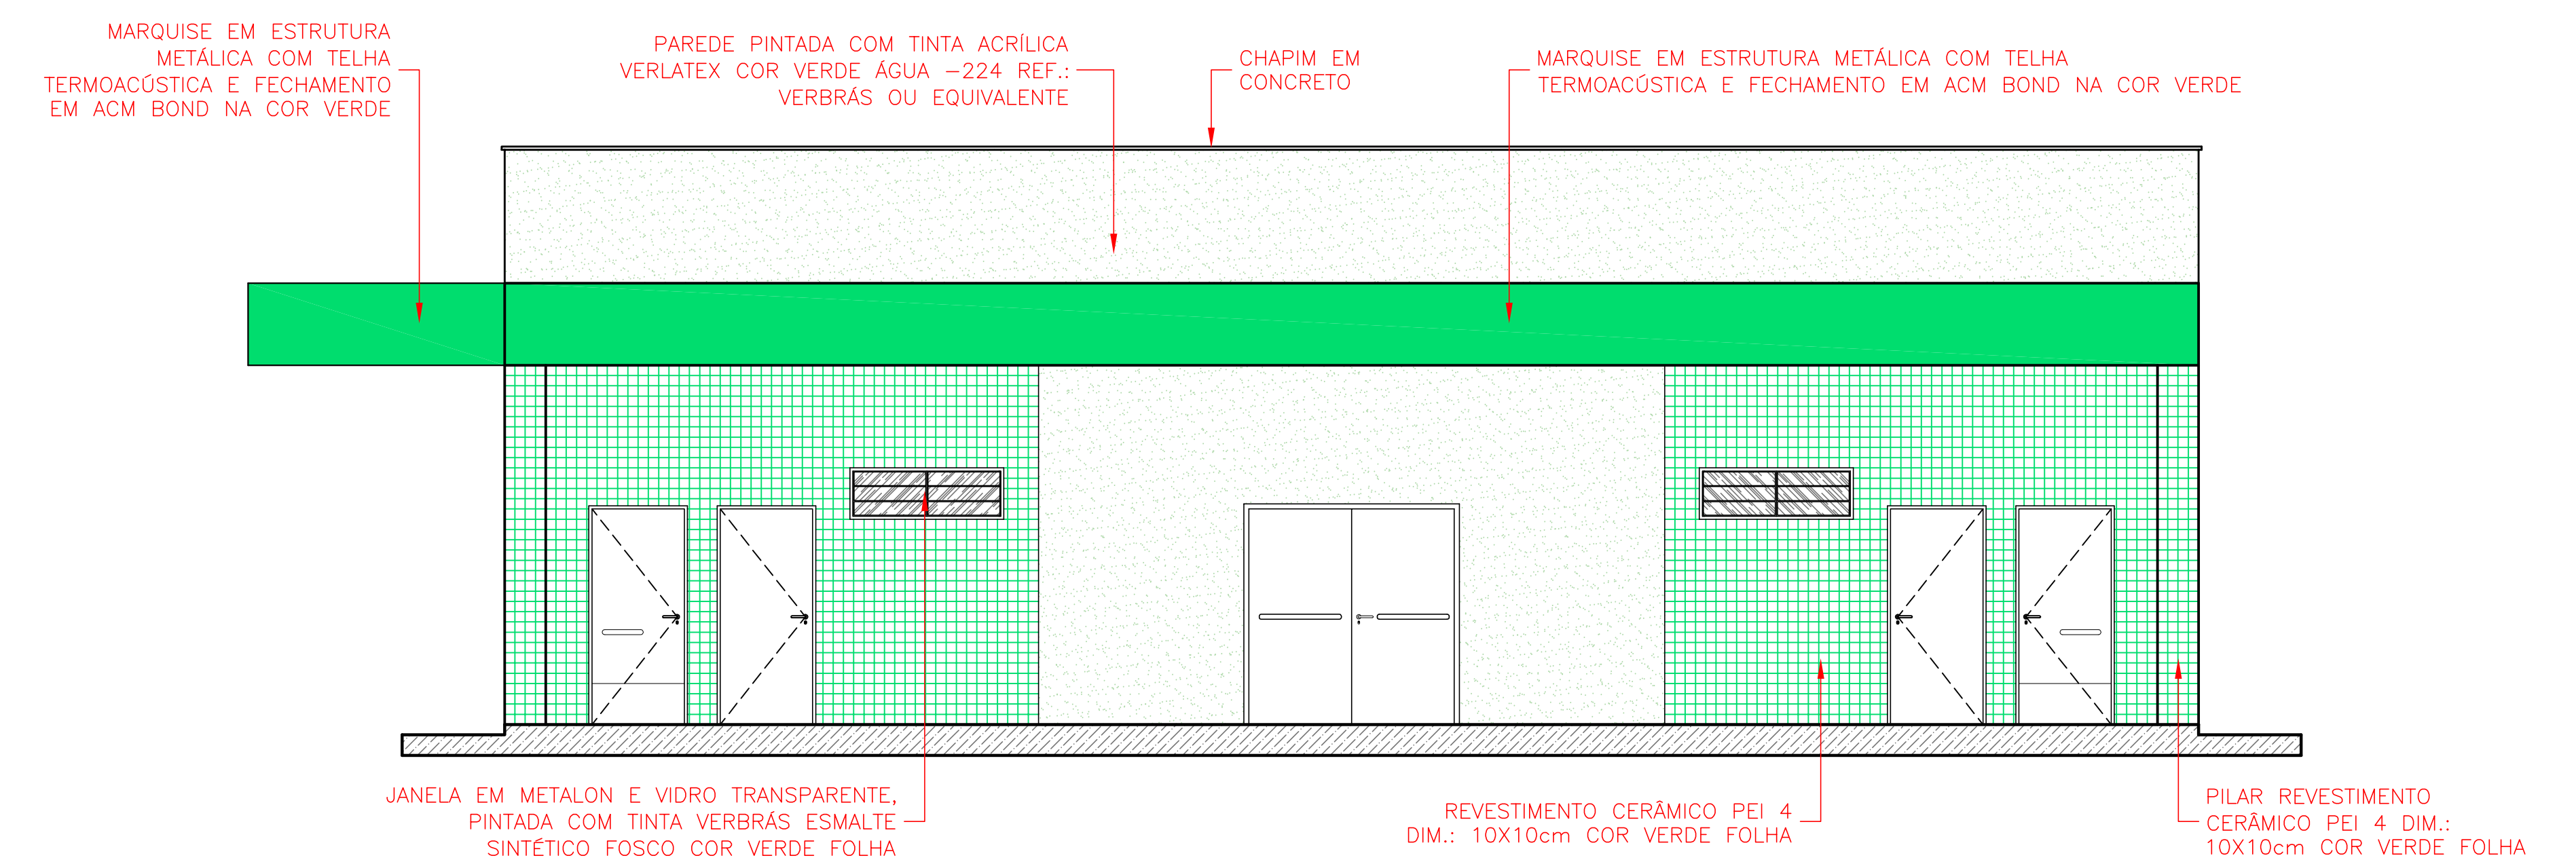 MARQUISE EM ESTRUTURA
METÁLICA COM TELHA
TERMOACÚSTICA E FECHAMENTO
EM ACM BOND NA COR VERDE
PAREDE PINTADA COM TINTA ACRÍLICA
VERLATEX COR VERDE ÁGUA -224 REF.:
VERBRÁS OU EQUIVALENTE
CHAPIM EM
CONCRETO
MARQUISE EM ESTRUTURA METÁLICA COM TELHA
TERMOACÚSTICA E FECHAMENTO EM ACM BOND NA COR VERDE
JANELA EM METALON E VIDRO TRANSPARENTE,
PINTADA COM TINTA VERBRÁS ESMALTE
SINTÉTICO FOSCO COR VERDE FOLHA
REVESTIMENTO CERÂMICO PEI 4
DIM.: 10X10cm COR VERDE FOLHA
PILAR REVESTIMENTO
CERÂMICO PEI 4 DIM.:
10X10cm COR VERDE FOLHA